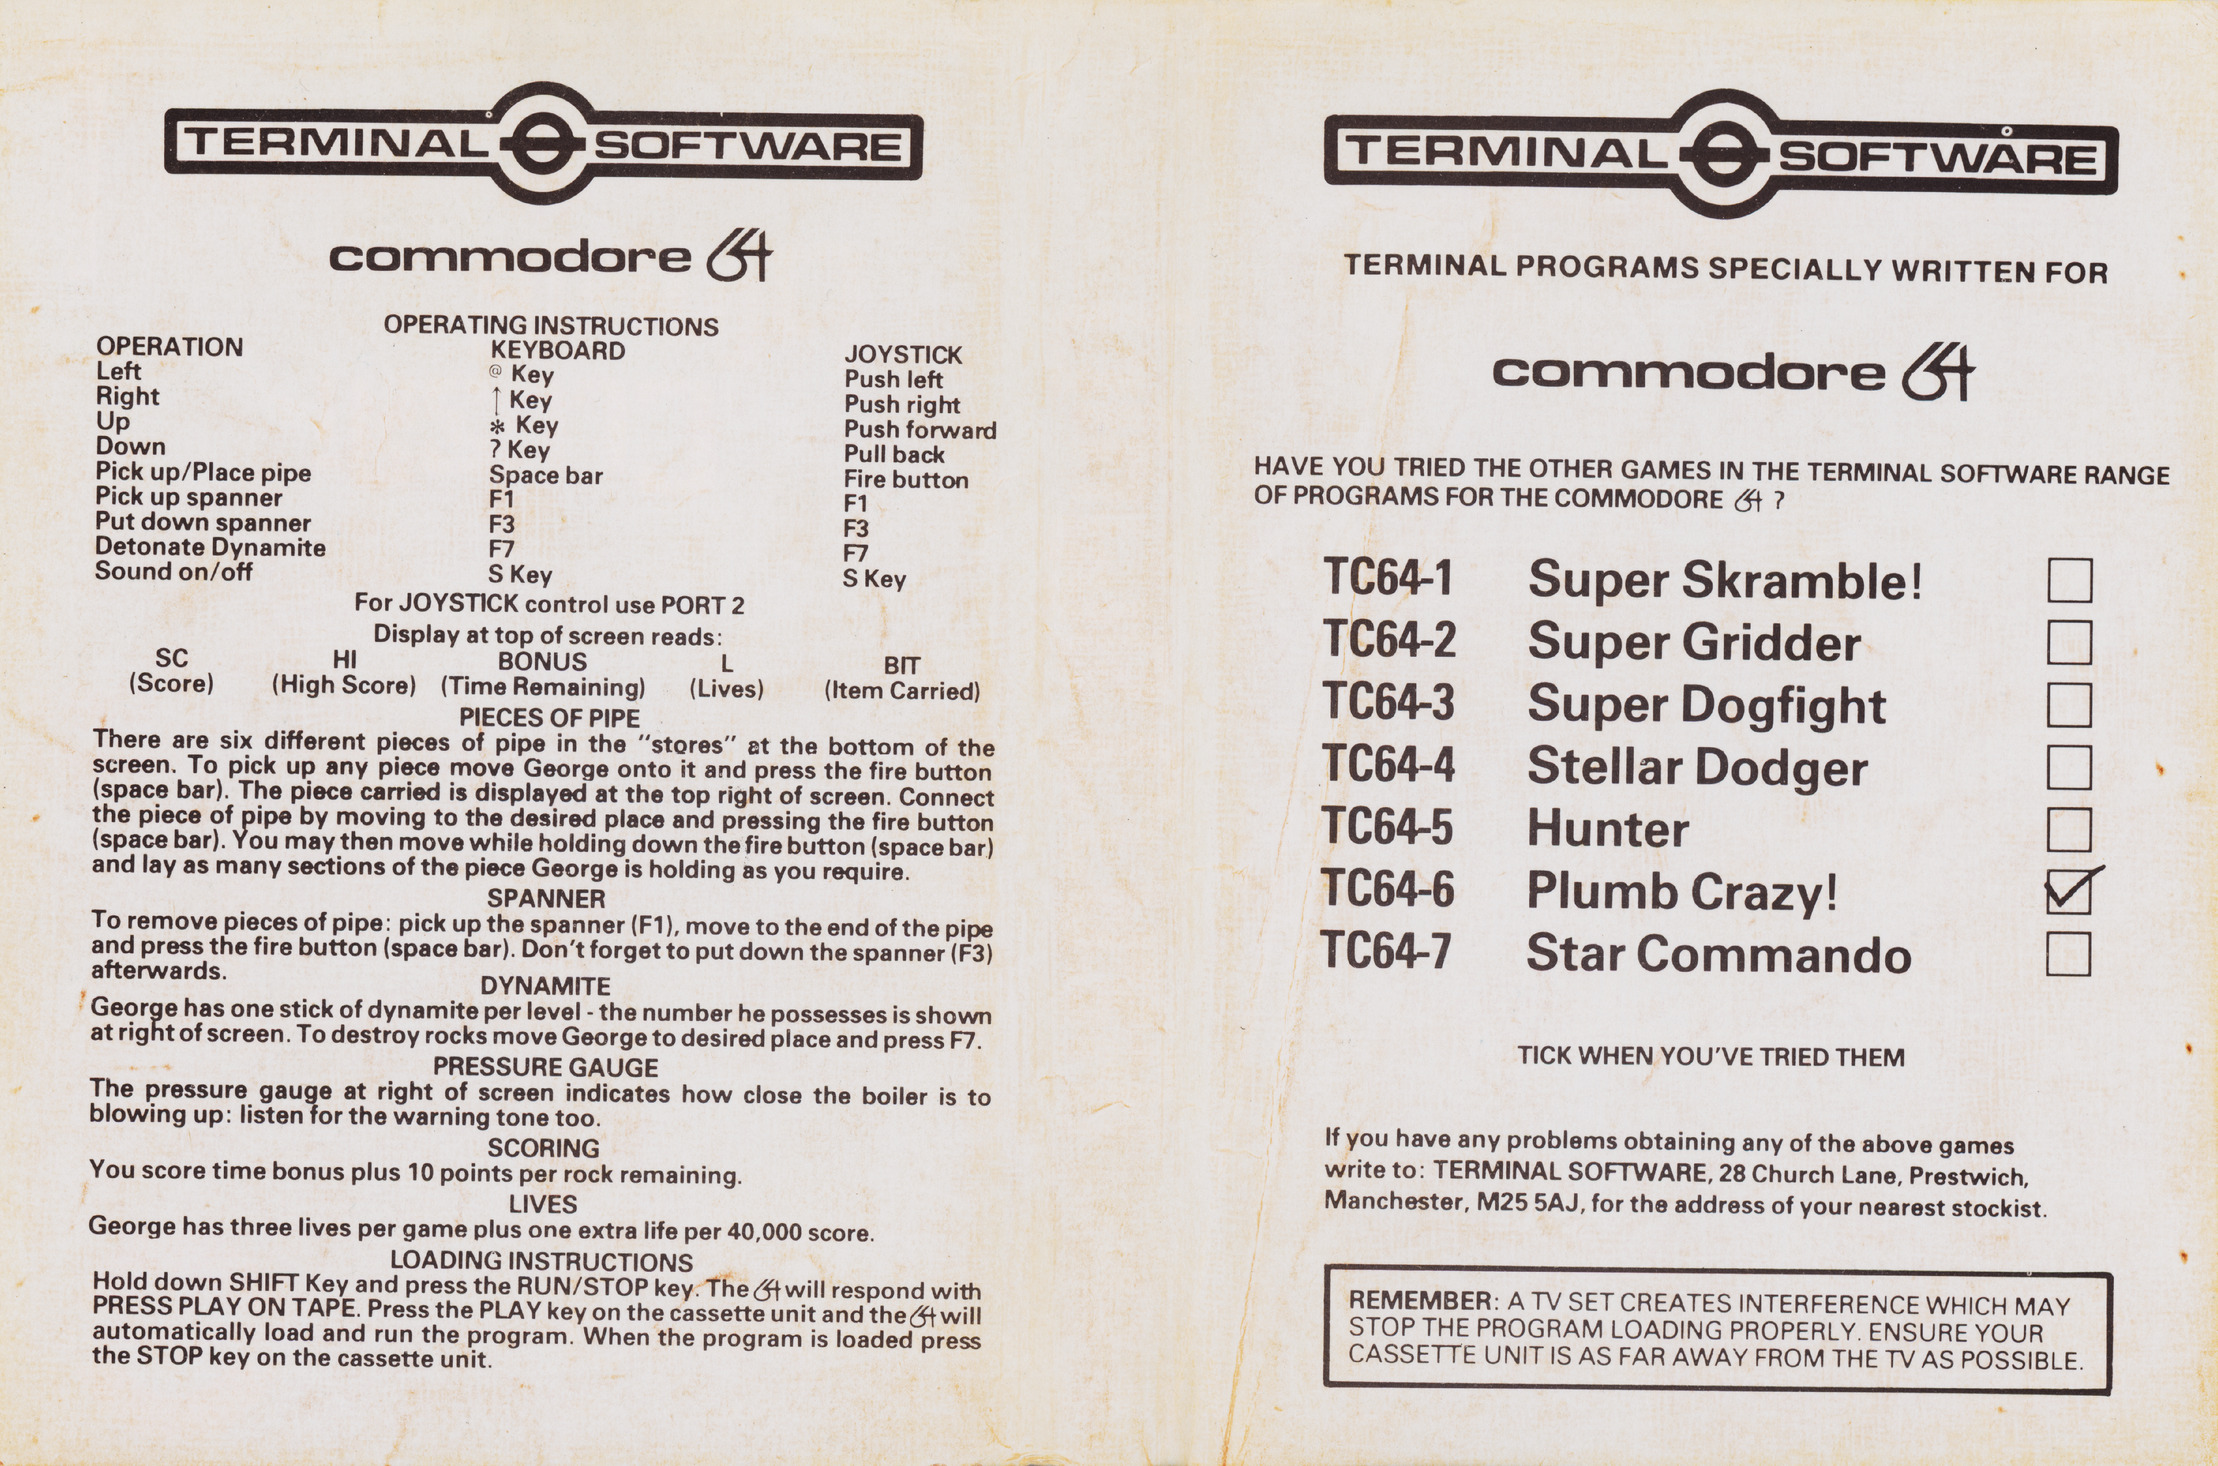 TERMINAL SOFTWARE
commodore 64
OPERATING INSTRUCTIONS
OPERATION KEYBOARD JOYSTICK
Left @ Key Push left
Right ↑ Key Push right
Up * Key Push forward
Down ? Key Pull back
Pick up/Place pipe Space bar Fire button
Pick up spanner F1 F1
Put down spanner F3 F3
Detonate Dynamite F7 F7
Sound on/off S Key S Key
For JOYSTICK control use PORT 2
Display at top of screen reads:
SC HI BONUS L BIT
(Score) (High Score) (Time Remaining) (Lives) (Item Carried)
PIECES OF PIPE
There are six different pieces of pipe in the "stores" at the bottom of the
screen. To pick up any piece move George onto it and press the fire button
(space bar). The piece carried is displayed at the top right of screen. Connect
the piece of pipe by moving to the desired place and pressing the fire button
(space bar). You may then move while holding down the fire button (space bar)
and lay as many sections of the piece George is holding as you require.
SPANNER
To remove pieces of pipe: pick up the spanner (F1), move to the end of the pipe
and press the fire button (space bar). Don't forget to put down the spanner (F3)
afterwards.
DYNAMITE
George has one stick of dynamite per level - the number he possesses is shown
at right of screen. To destroy rocks move George to desired place and press F7.
PRESSURE GAUGE
The pressure gauge at right of screen indicates how close the boiler is to
blowing up: listen for the warning tone too.
SCORING
You score time bonus plus 10 points per rock remaining.
LIVES
George has three lives per game plus one extra life per 40,000 score.
LOADING INSTRUCTIONS
Hold down SHIFT Key and press the RUN/STOP key. The 64 will respond with
PRESS PLAY ON TAPE. Press the PLAY key on the cassette unit and the 64 will
automatically load and run the program. When the program is loaded press
the STOP key on the cassette unit.
TERMINAL SOFTWARE
TERMINAL PROGRAMS SPECIALLY WRITTEN FOR
commodore 64
HAVE YOU TRIED THE OTHER GAMES IN THE TERMINAL SOFTWARE RANGE
OF PROGRAMS FOR THE COMMODORE 64 ?
TC64-1 Super Skramble!
TC64-2 Super Gridder
TC64-3 Super Dogfight
TC64-4 Stellar Dodger
TC64-5 Hunter
TC64-6 Plumb Crazy!
TC64-7 Star Commando
TICK WHEN YOU'VE TRIED THEM
If you have any problems obtaining any of the above games
write to: TERMINAL SOFTWARE, 28 Church Lane, Prestwich,
Manchester, M25 5AJ, for the address of your nearest stockist.
REMEMBER: A TV SET CREATES INTERFERENCE WHICH MAY
STOP THE PROGRAM LOADING PROPERLY. ENSURE YOUR
CASSETTE UNIT IS AS FAR AWAY FROM THE TV AS POSSIBLE.